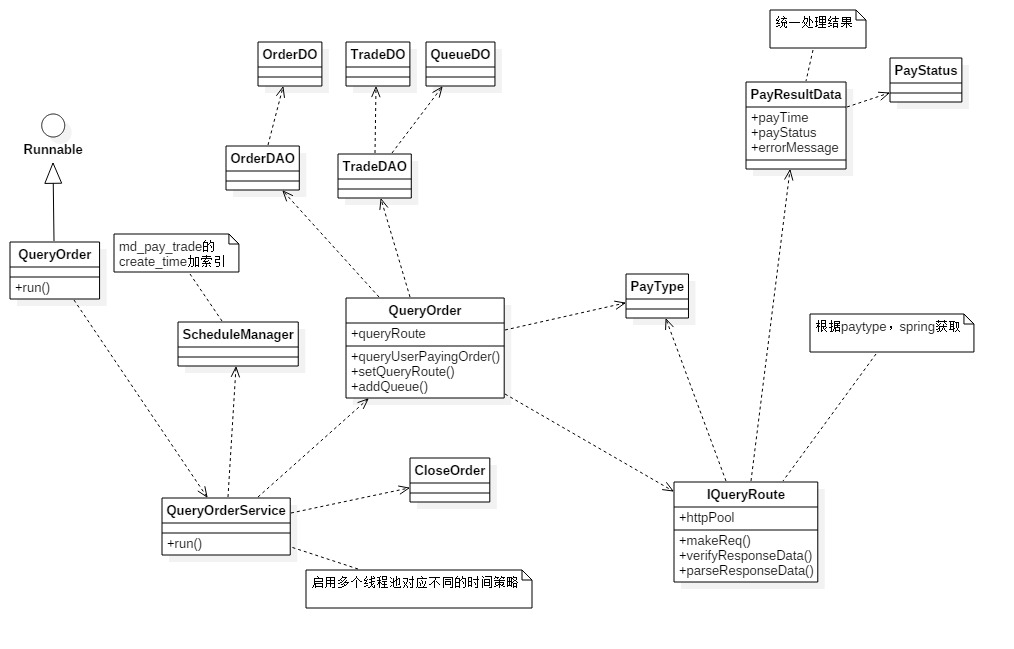 统一处理结果
OrderDO
TradeDO
QueueDO
PayStatus
PayResultData
+payTime
+payStatus
+errorMessage
Runnable
OrderDAO
TradeDAO
QueryOrder
+run()
md_pay_trade的
create_time加索引
ScheduleManager
QueryOrder
+queryRoute
+queryUserPayingOrder()
+setQueryRoute()
+addQueue()
PayType
根据paytype，spring获取
CloseOrder
QueryOrderService
+run()
IQueryRoute
+httpPool
+makeReq()
+verifyResponseData()
+parseResponseData()
启用多个线程池对应不同的时间策略